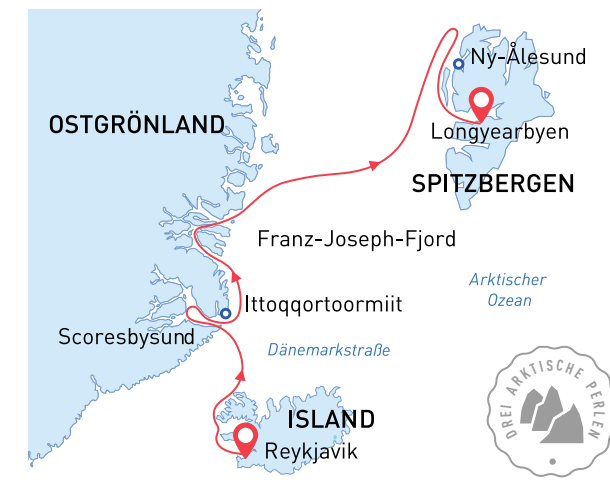 Ny-Ålesund
OSTGRÖNLAND
Longyearbyen
SPITZBERGEN
Franz-Joseph-Fjord
Arktischer
Ozean
Ittoqqortoormiit
Scoresbysund
Dänemarkstraße
DREI ARKTISCHE PERLEN
ISLAND
Reykjavik